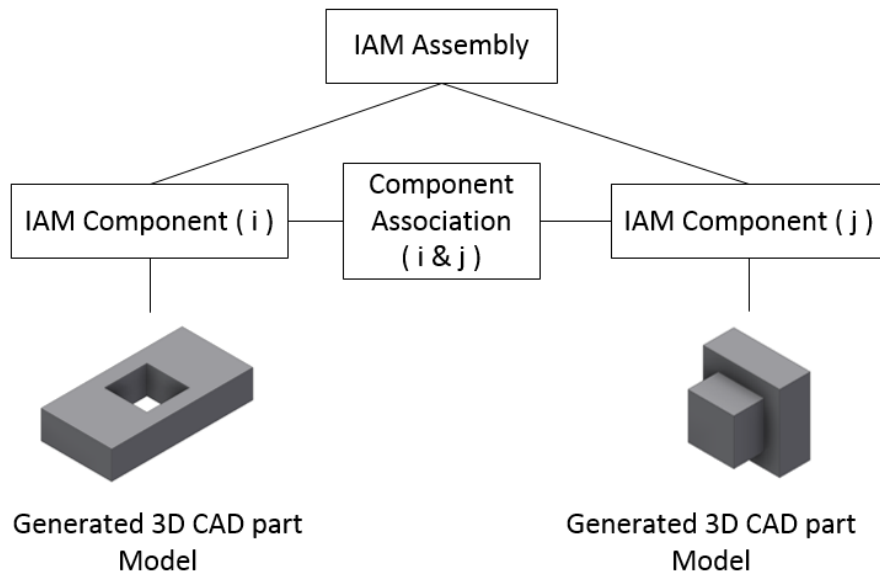 IAM Assembly
IAM Component ( i )
Component
Association
( i & j )
IAM Component ( j )
Generated 3D CAD part
Model
Generated 3D CAD part
Model